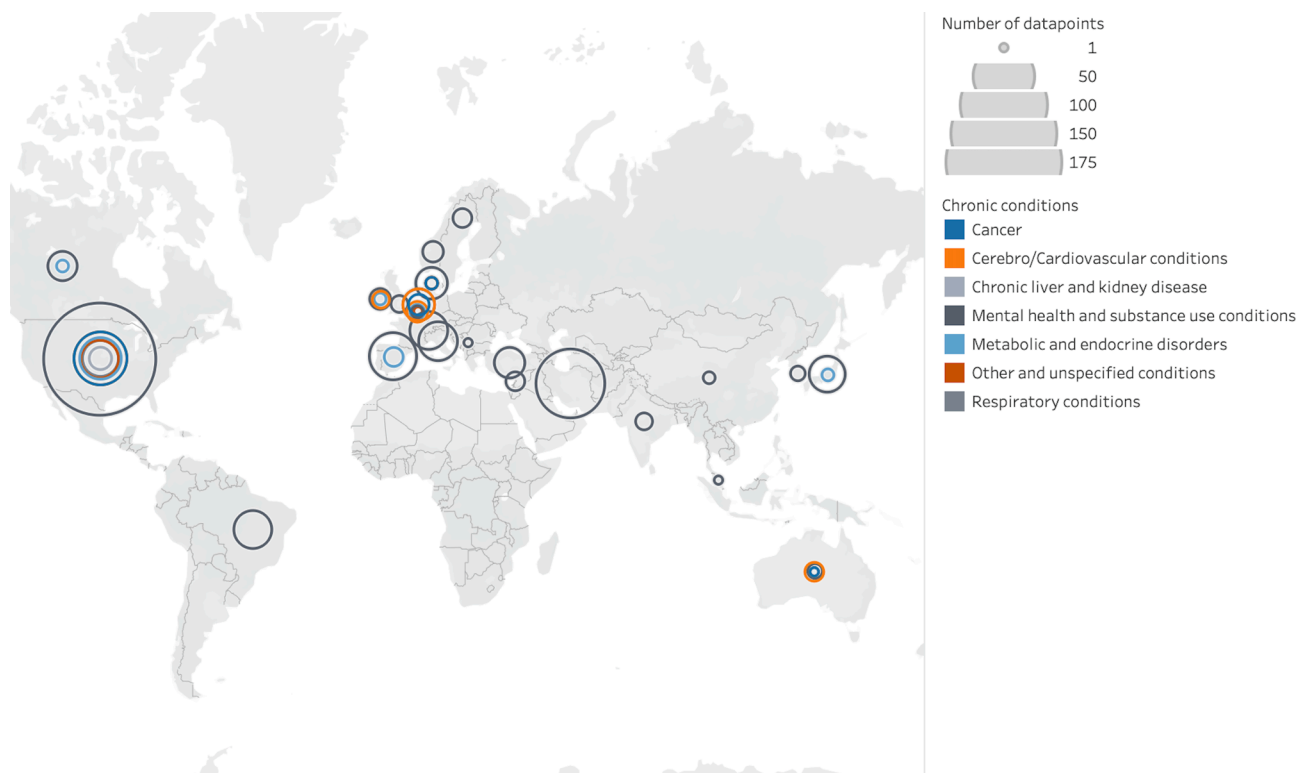 Number of datapoints
1
50
100
150
175
Chronic conditions
Cancer
Cerebro/Cardiovascular conditions
Chronic liver and kidney disease
Mental health and substance use conditions
Metabolic and endocrine disorders
Other and unspecified conditions
Respiratory conditions